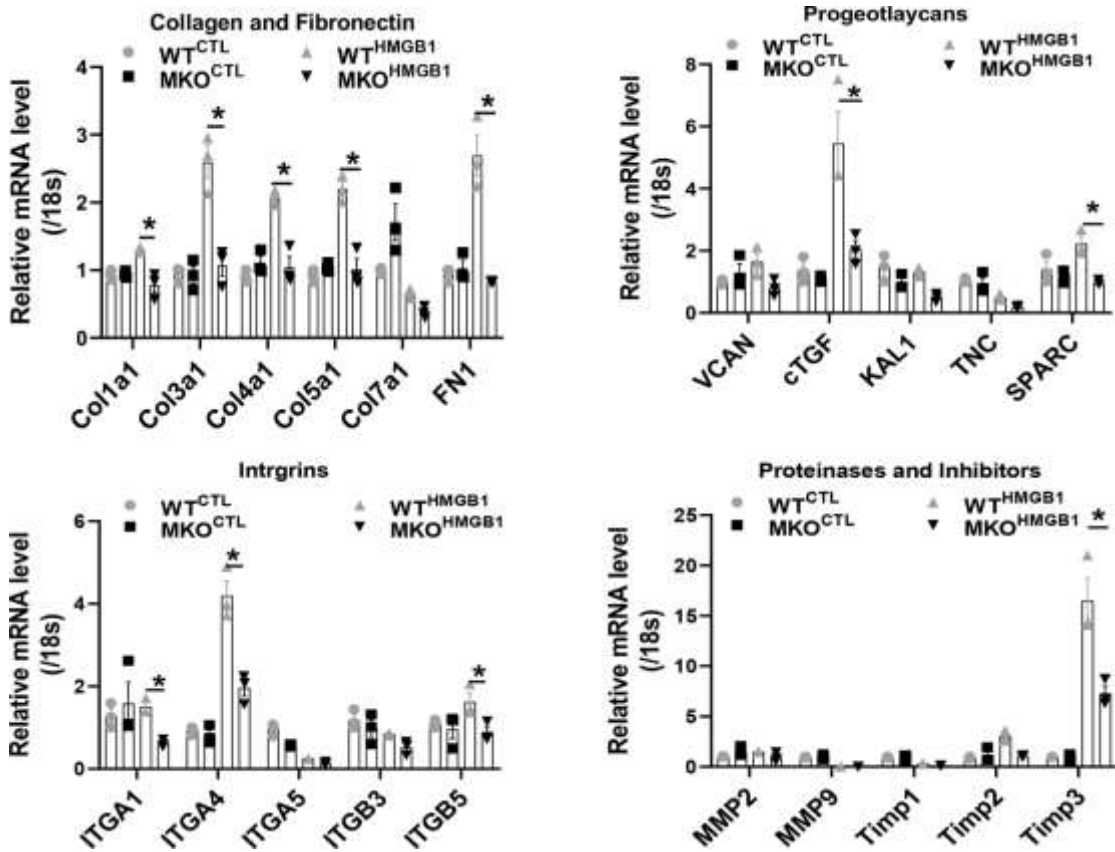 Collagen and Fibronectin
WT^CTL WT^HMGB1
MKO^CTL MKO^HMGB1
Relative mRNA level
(/18s)
4
3
2
1
0
* * * * *
Col1a1 Col3a1 Col4a1 Col5a1 Col7a1 FN1
Progeotlaycans
WT^CTL WT^HMGB1
MKO^CTL MKO^HMGB1
Relative mRNA level
(/18s)
8
6
4
2
0
* *
VCAN cTGF KAL1 TNC SPARC
Intrgrins
WT^CTL WT^HMGB1
MKO^CTL MKO^HMGB1
Relative mRNA level
(/18s)
6
4
2
0
* * *
ITGA1 ITGA4 ITGA5 ITGB3 ITGB5
Proteinases and Inhibitors
WT^CTL WT^HMGB1
MKO^CTL MKO^HMGB1
Relative mRNA level
(/18s)
25
20
15
10
5
0
*
MMP2 MMP9 Timp1 Timp2 Timp3